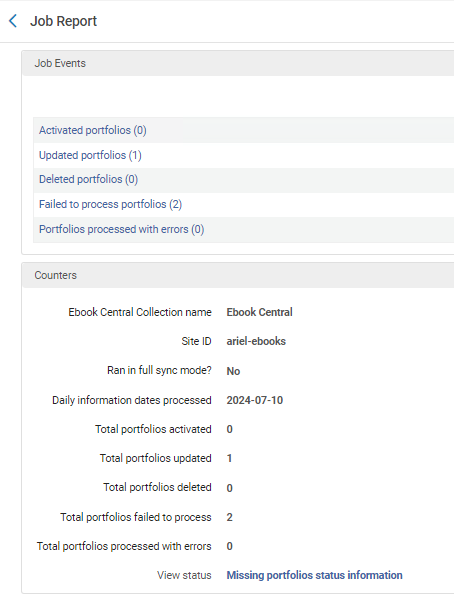 Job Report
Job Events
Activated portfolios (0)
Updated portfolios (1)
Deleted portfolios (0)
Failed to process portfolios (2)
Portfolios processed with errors (0)
Counters
Ebook Central Collection name Ebook Central
Site ID ariel-ebooks
Ran in full sync mode? No
Daily information dates processed 2024-07-10
Total portfolios activated 0
Total portfolios updated 1
Total portfolios deleted 0
Total portfolios failed to process 2
Total portfolios processed with errors 0
View status Missing portfolios status information